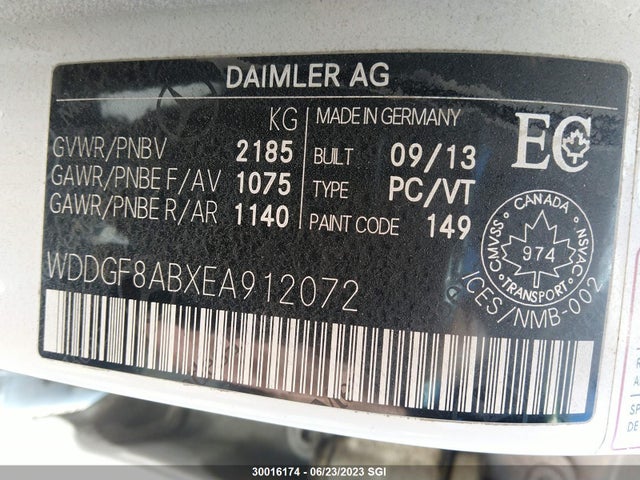 DAIMLER AG
KG
MADE IN GERMANY
EC
GVWR/PNBV 2185 BUILT 09/13
GAWR/PNBE F/AV 1075 TYPE PC/VT
GAWR/PNBE R/AR 1140 PAINT CODE 149
CANADA
CMVSS NSVAC
974
TRANSPORT
ICES/NMB-002
WDDGF8ABXEA912072
30016174 - 06/23/2023 SGI